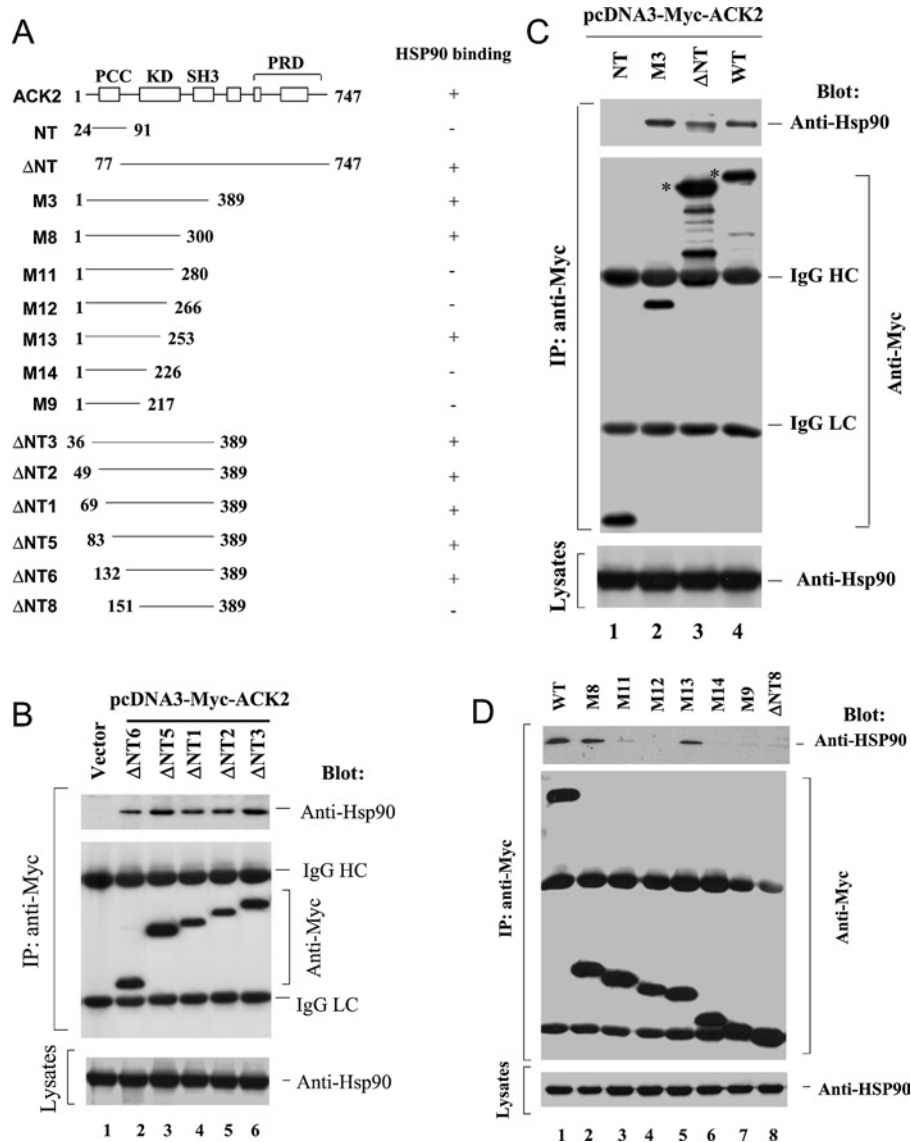 A
HSP90 binding
PCC KD SH3 PRD
ACK2 1 747 +
NT 24 91 -
ΔNT 77 747 +
M3 1 389 +
M8 1 300 +
M11 1 280 -
M12 1 266 -
M13 1 253 +
M14 1 226 -
M9 1 217 -
ΔNT3 36 389 +
ΔNT2 49 389 +
ΔNT1 69 389 +
ΔNT5 83 389 +
ΔNT6 132 389 +
ΔNT8 151 389 -
B
pcDNA3-Myc-ACK2
Vector ΔNT6 ΔNT5 ΔNT1 ΔNT2 ΔNT3
Blot:
IP: anti-Myc
Anti-Hsp90
IgG HC
Anti-Myc
IgG LC
Lysates
Anti-Hsp90
1 2 3 4 5 6
C
pcDNA3-Myc-ACK2
NT M3 ΔNT WT
Blot:
IP: anti-Myc
Anti-Hsp90
* *
IgG HC
Anti-Myc
IgG LC
Lysates
Anti-Hsp90
1 2 3 4
D
WT M8 M11 M12 M13 M14 M9 ΔNT8
Blot:
IP: anti-Myc
Anti-HSP90
Anti-Myc
Lysates
Anti-HSP90
1 2 3 4 5 6 7 8